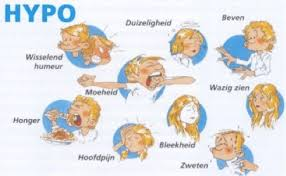 HYPO
Duizeligheid
Beven
Wisselend
humeur
Moeheid
Wazig zien
Honger
Hoofdpijn
Bleekheid
Zweten